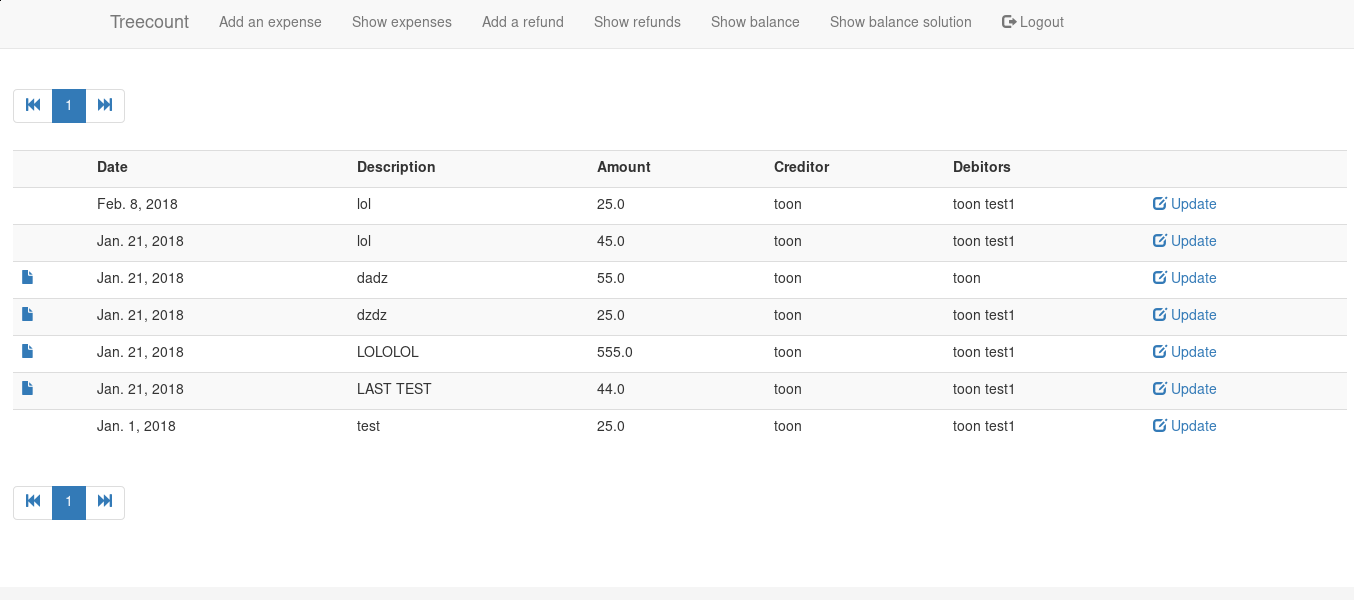 Treecount Add an expense Show expenses Add a refund Show refunds Show balance Show balance solution Logout
1
Date Description Amount Creditor Debitors
Feb. 8, 2018 lol 25.0 toon toon test1 Update
Jan. 21, 2018 lol 45.0 toon toon test1 Update
Jan. 21, 2018 dadz 55.0 toon toon Update
Jan. 21, 2018 dzdz 25.0 toon toon test1 Update
Jan. 21, 2018 LOLOLOL 555.0 toon toon test1 Update
Jan. 21, 2018 LAST TEST 44.0 toon toon test1 Update
Jan. 1, 2018 test 25.0 toon toon test1 Update
1